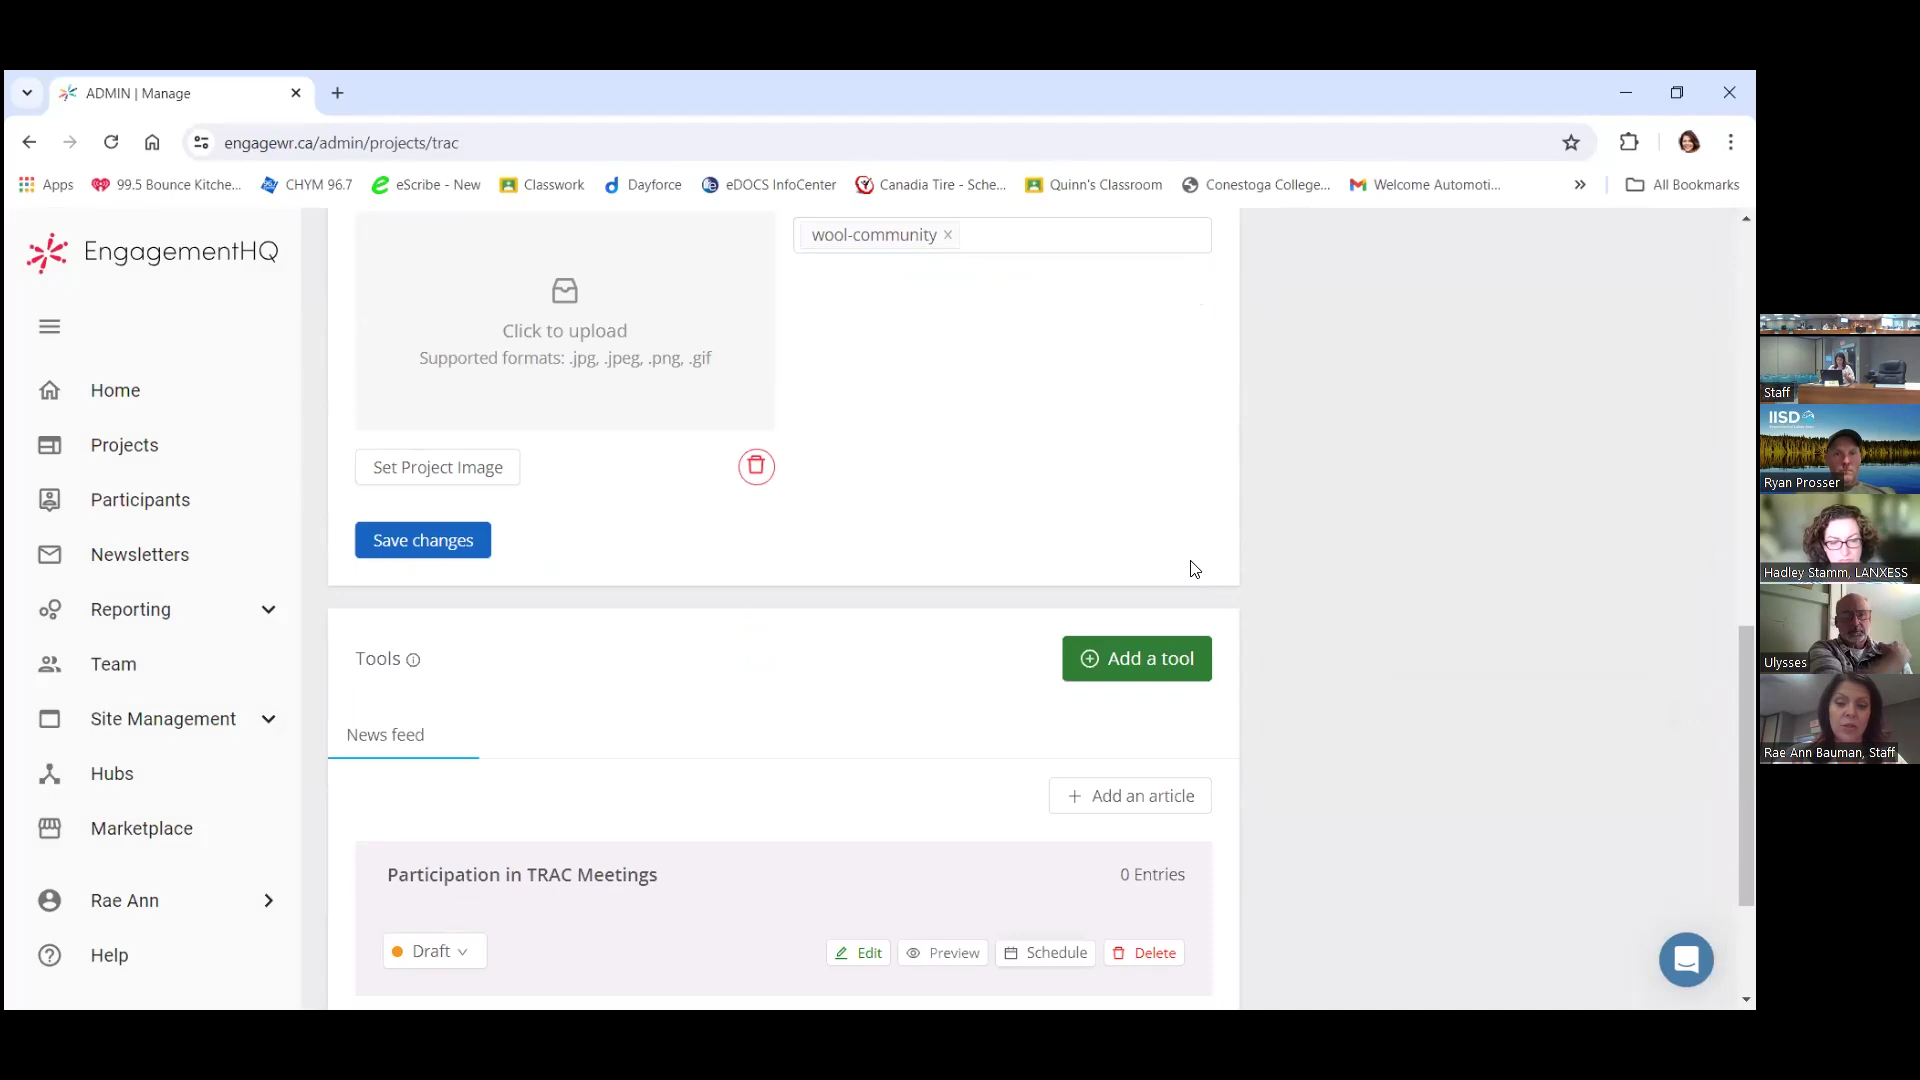 ADMIN | Manage
engagewr.ca/admin/projects/trac
Apps
99.5 Bounce Kitche...
CHYM 96.7
eScribe - New
Classwork
Dayforce
eDOCS InfoCenter
Canadia Tire - Sche...
Quinn's Classroom
Conestoga College...
Welcome Automoti...
All Bookmarks
EngagementHQ
Home
Projects
Participants
Newsletters
Reporting
Team
Site Management
Hubs
Marketplace
Rae Ann
Help
wool-community
Click to upload
Supported formats: .jpg, .jpeg, .png, .gif
Set Project Image
Save changes
Tools
Add a tool
News feed
Add an article
Participation in TRAC Meetings
0 Entries
Draft
Edit
Preview
Schedule
Delete
Staff
IISD
Ryan Prosser
Hadley Stamm, LANXESS
Ulysses
Rae Ann Bauman, Staff